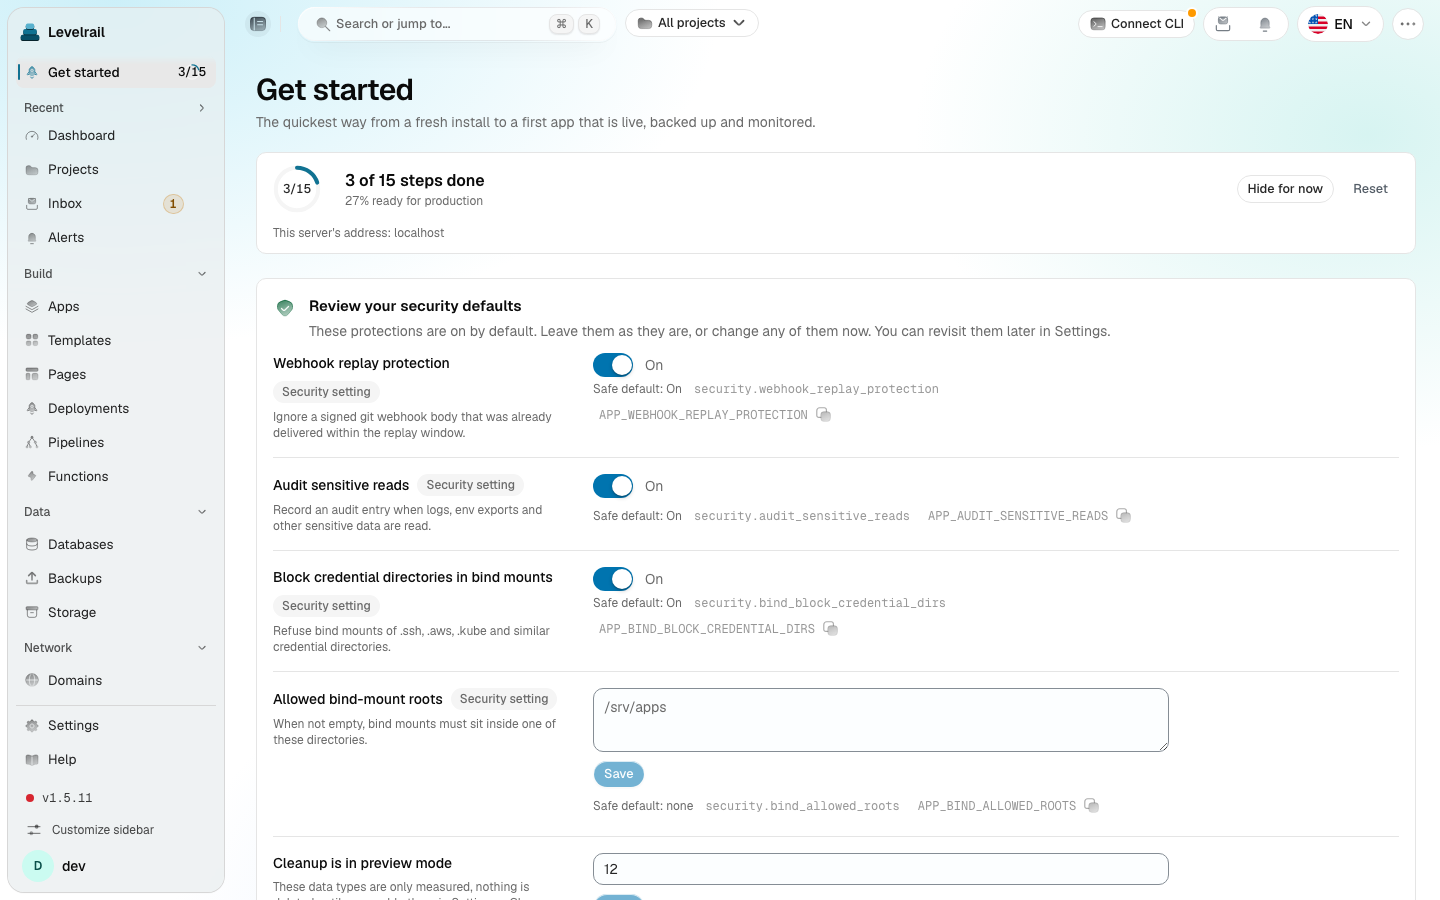 Levelrail
Search or jump to...
⌘ K
All projects
Connect CLI
EN
Get started
3/15
Recent
Dashboard
Projects
Inbox
1
Alerts
Build
Apps
Templates
Pages
Deployments
Pipelines
Functions
Data
Databases
Backups
Storage
Network
Domains
Settings
Help
v1.5.11
Customize sidebar
D
dev
Get started
The quickest way from a fresh install to a first app that is live, backed up and monitored.
3/15
3 of 15 steps done
27% ready for production
Hide for now
Reset
This server's address: localhost
Review your security defaults
These protections are on by default. Leave them as they are, or change any of them now. You can revisit them later in Settings.
Webhook replay protection
Security setting
Ignore a signed git webhook body that was already
delivered within the replay window.
On
Safe default: On security.webhook_replay_protection
APP_WEBHOOK_REPLAY_PROTECTION
Audit sensitive reads Security setting
Record an audit entry when logs, env exports and
other sensitive data are read.
On
Safe default: On security.audit_sensitive_reads APP_AUDIT_SENSITIVE_READS
Block credential directories in bind mounts
Security setting
Refuse bind mounts of .ssh, .aws, .kube and similar
credential directories.
On
Safe default: On security.bind_block_credential_dirs
APP_BIND_BLOCK_CREDENTIAL_DIRS
Allowed bind-mount roots Security setting
When not empty, bind mounts must sit inside one of
these directories.
/srv/apps
Save
Safe default: none security.bind_allowed_roots APP_BIND_ALLOWED_ROOTS
Cleanup is in preview mode
These data types are only measured, nothing is
12